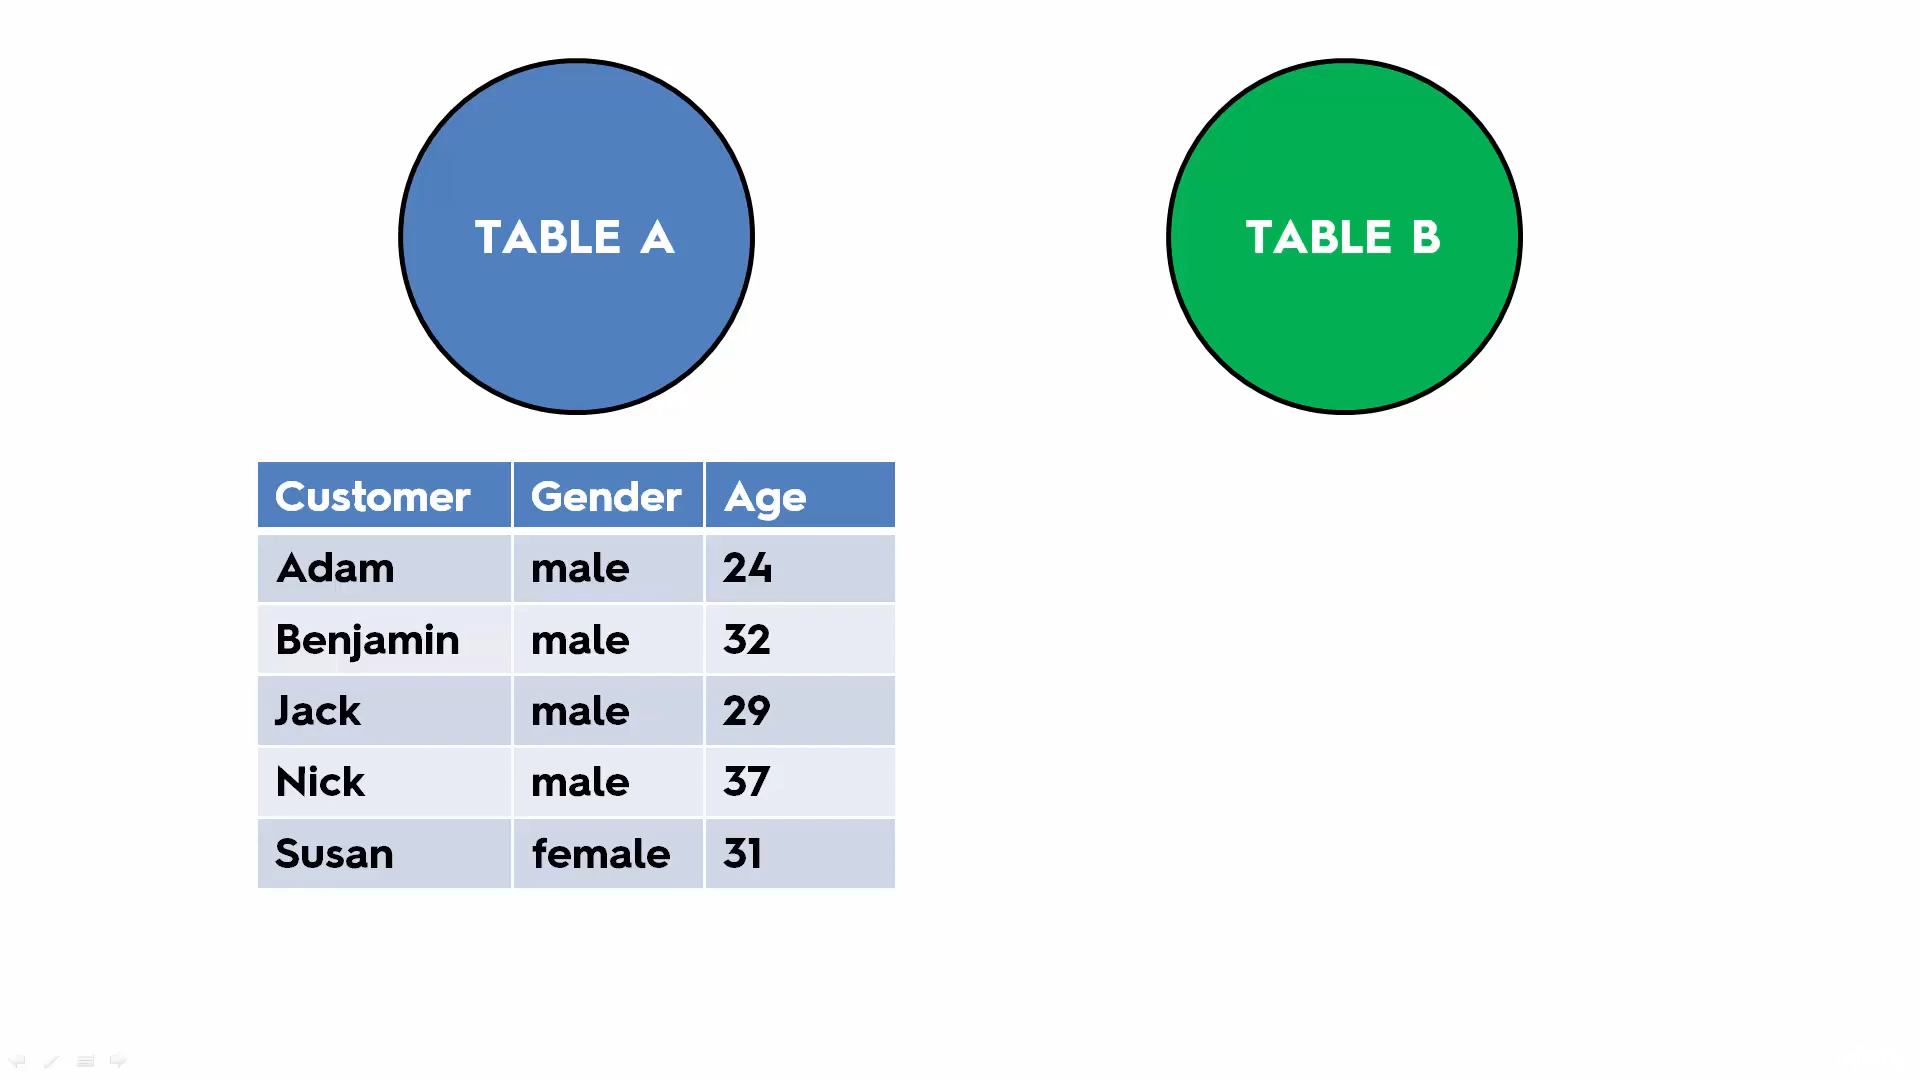 TABLE A
TABLE B
Customer Gender Age
Adam male 24
Benjamin male 32
Jack male 29
Nick male 37
Susan female 31